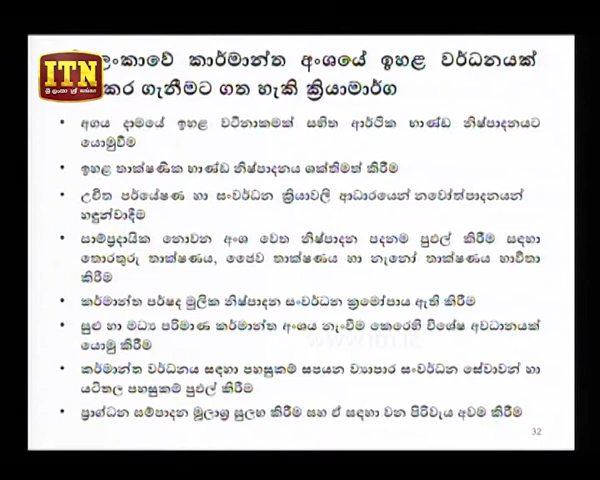 ලංකාවේ කාර්මාන්ත අංශයේ ඉහළ වර්ධනයක්
ITN
ශ්‍රී ලංකා
කර ගැනීමට ගත හැකි ක්‍රියාමාර්ග
• අගය දාමයේ ඉහළ වටිනාකමක් සහිත ආර්ථික භාණ්ඩ නිෂ්පාදනයට
යොමුවීම
• ඉහළ තාක්ෂණික භාණ්ඩ නිෂ්පාදනය ශක්තිමත් කිරීම
• උචිත පර්යේෂණ හා සංවර්ධන ක්‍රියාවලි ආධාරයෙන් නවෝත්පාදනයන්
හඳුන්වාදීම
• සාම්ප්‍රදායික නොවන අංශ වෙත නිෂ්පාදන පදනම පුළුල් කිරීම සඳහා
තොරතුරු තාක්ෂණය, ජෛව තාක්ෂණය හා නැනෝ තාක්ෂණය භාවිතා
කිරීම
• කර්මාන්ත පර්ෂද මූලික නිෂ්පාදන සංවර්ධන ක්‍රමෝපාය ඇති කිරීම
• සුළු හා මධ්‍ය පරිමාණ කර්මාන්ත අංශය නැංවීම කෙරෙහි විශේෂ අවධානයක්
යොමු කිරීම
• කර්මාන්ත වර්ධනය සඳහා පහසුකම් සපයන ව්‍යාපාර සංවර්ධන සේවාවන් හා
යටිතල පහසුකම් පුළුල් කිරීම
• ප්‍රාග්ධන සම්පාදන මූලාශ්‍ර සුලභ කිරීම සහ ඒ සඳහා වන පිරිවැය අවම කිරීම
32